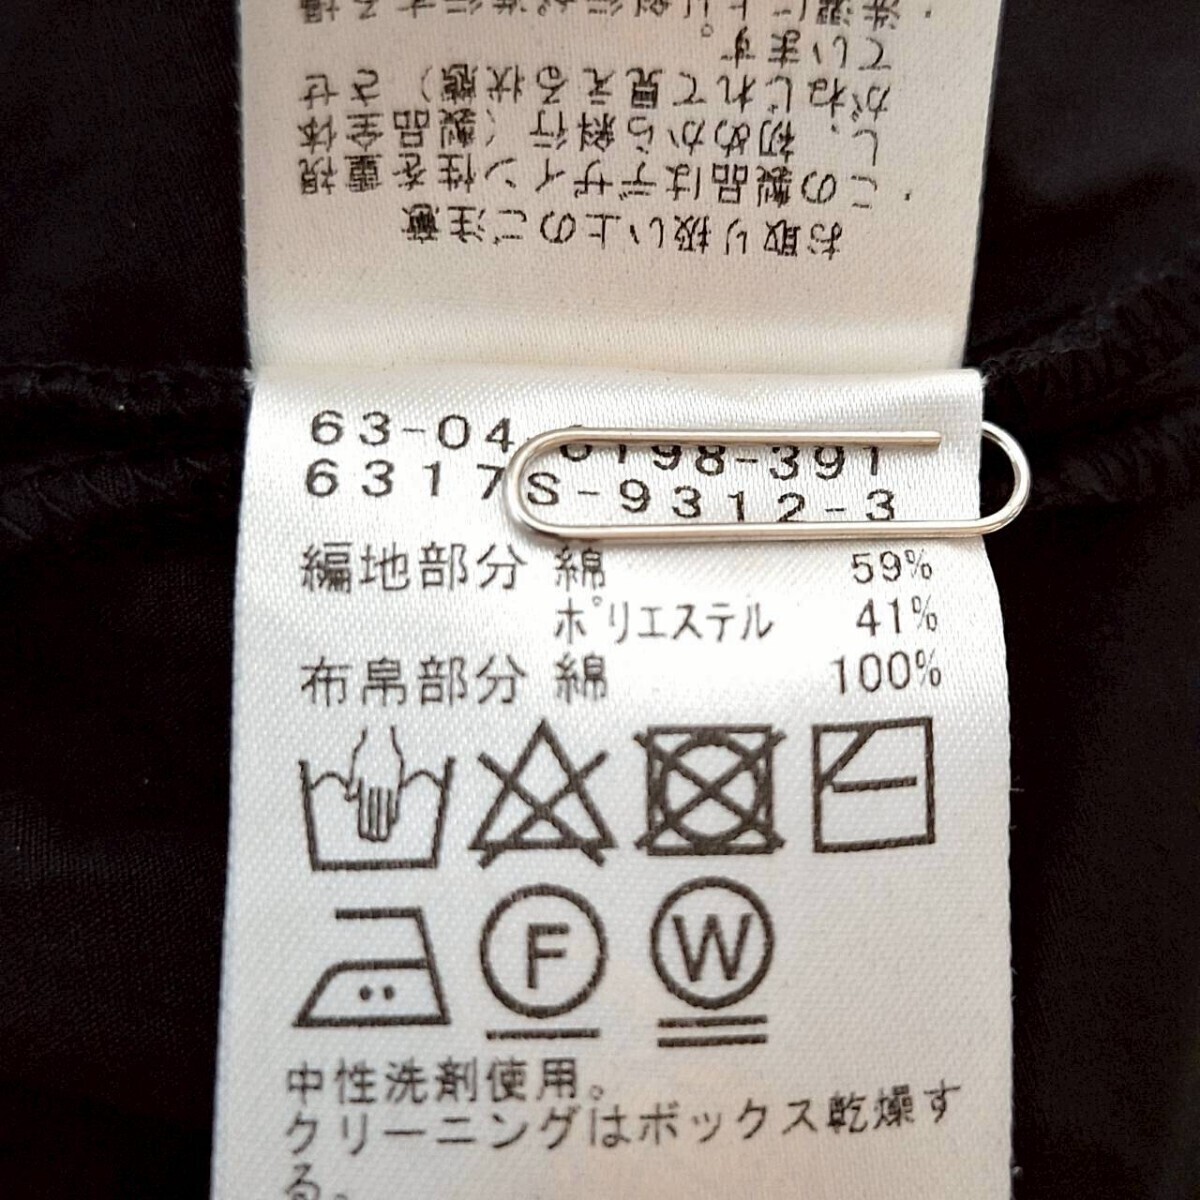 お取り扱い上のご注意
・この製品はデザイン性を重視
し、初めから斜行（製品全体
がねじれて見える状態）させ
ています。
63-04
6317S-9312-3
編地部分 綿 59%
ポリエステル 41%
布帛部分 綿 100%
F W
中性洗剤使用。
クリーニングはボックス乾燥す
る。